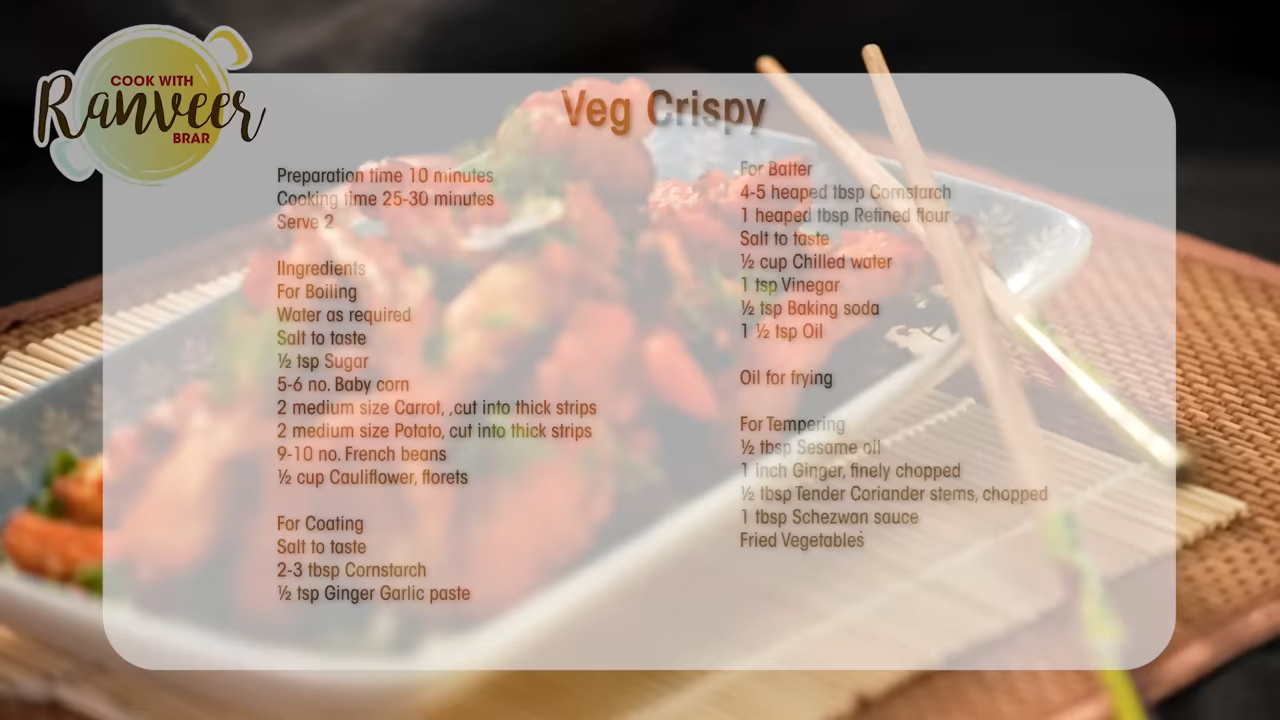 COOK WITH
Ranveer
BRAR
Veg Crispy
Preparation time 10 minutes
Cooking time 25-30 minutes
Serve 2
IIngredients
For Boiling
Water as required
Salt to taste
½ tsp Sugar
5-6 no. Baby corn
2 medium size Carrot, ,cut into thick strips
2 medium size Potato, cut into thick strips
9-10 no. French beans
½ cup Cauliflower, florets
For Coating
Salt to taste
2-3 tbsp Cornstarch
½ tsp Ginger Garlic paste
For Batter
4-5 heaped tbsp Cornstarch
1 heaped tbsp Refined flour
Salt to taste
½ cup Chilled water
1 tsp Vinegar
½ tsp Baking soda
1 ½ tsp Oil
Oil for frying
For Tempering
½ tbsp Sesame oil
1 inch Ginger, finely chopped
½ tbsp Tender Coriander stems, chopped
1 tbsp Schezwan sauce
Fried Vegetables